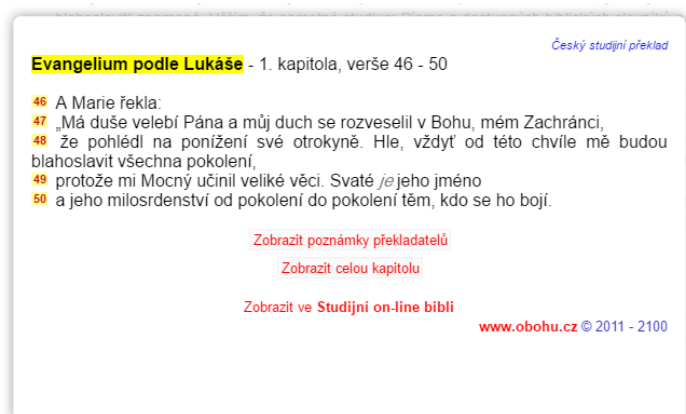 Český studijní překlad
Evangelium podle Lukáše - 1. kapitola, verše 46 - 50
46 A Marie řekla:
47 „Má duše velebí Pána a můj duch se rozveselil v Bohu, mém Zachránci,
48 že pohlédl na ponížení své otrokyně. Hle, vždyť od této chvíle mě budou
blahoslavit všechna pokolení,
49 protože mi Mocný učinil veliké věci. Svaté je jeho jméno
50 a jeho milosrdenství od pokolení do pokolení těm, kdo se ho bojí.
Zobrazit poznámky překladatelů
Zobrazit celou kapitolu
Zobrazit ve Studijní on-line bibli
www.obohu.cz © 2011 - 2100